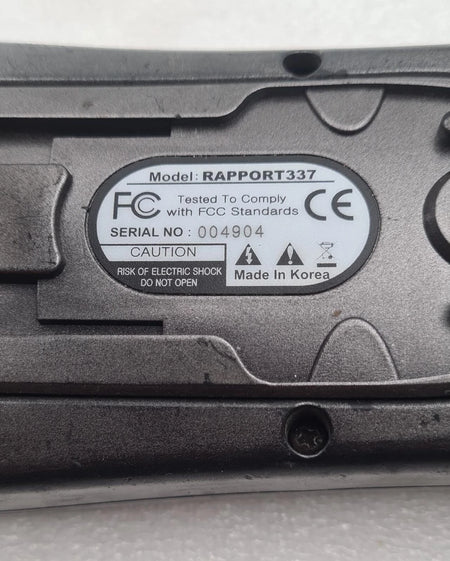 Model: RAPPORT337
FC Tested To Comply
with FCC Standards CE
SERIAL NO : 004904
CAUTION
RISK OF ELECTRIC SHOCK
DO NOT OPEN
Made In Korea